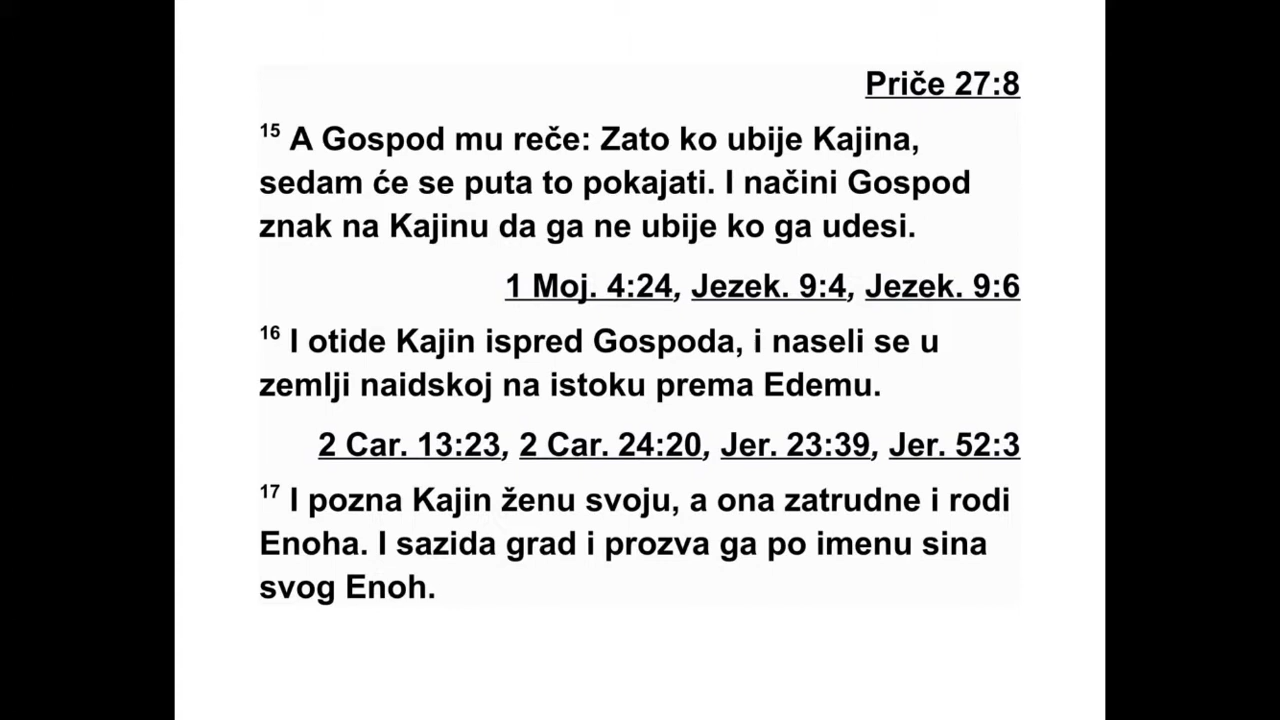 Priče 27:8
15 A Gospod mu reče: Zato ko ubije Kajina,
sedam će se puta to pokajati. I načini Gospod
znak na Kajinu da ga ne ubije ko ga udesi.
1 Moj. 4:24, Jezek. 9:4, Jezek. 9:6
16 I otide Kajin ispred Gospoda, i naseli se u
zemlji naidskoj na istoku prema Edemu.
2 Car. 13:23, 2 Car. 24:20, Jer. 23:39, Jer. 52:3
17 I pozna Kajin ženu svoju, a ona zatrudne i rodi
Enoha. I sazida grad i prozva ga po imenu sina
svog Enoh.